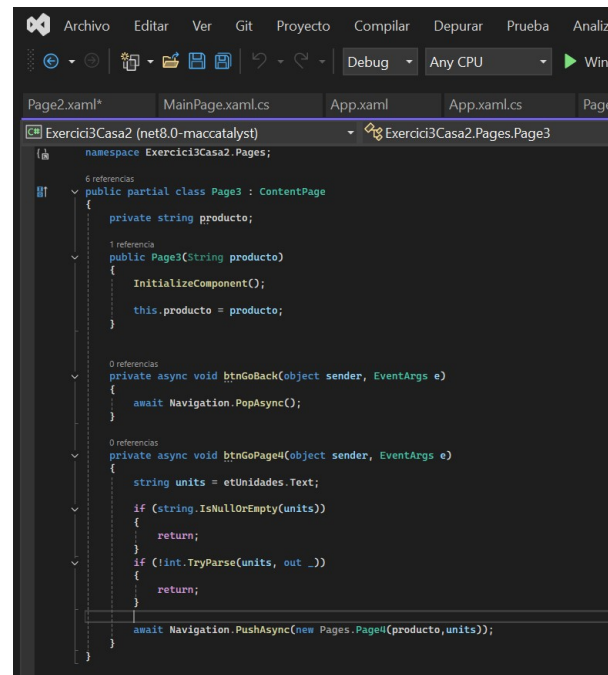 Archivo Editar Ver Git Proyecto Compilar Depurar Prueba Analiz
Debug Any CPU Win
Page2.xaml* MainPage.xaml.cs App.xaml App.xaml.cs Page
C# Exercici3Casa2 (net8.0-maccatalyst) Exercici3Casa2.Pages.Page3
namespace Exercici3Casa2.Pages;
6 referencias
public partial class Page3 : ContentPage
{
private string producto;
1 referencia
public Page3(String producto)
{
InitializeComponent();
this.producto = producto;
}
0 referencias
private async void btnGoBack(object sender, EventArgs e)
{
await Navigation.PopAsync();
}
0 referencias
private async void btnGoPage4(object sender, EventArgs e)
{
string units = etUnidades.Text;
if (string.IsNullOrEmpty(units))
{
return;
}
if (!int.TryParse(units, out _))
{
return;
}
await Navigation.PushAsync(new Pages.Page4(producto,units));
}
}